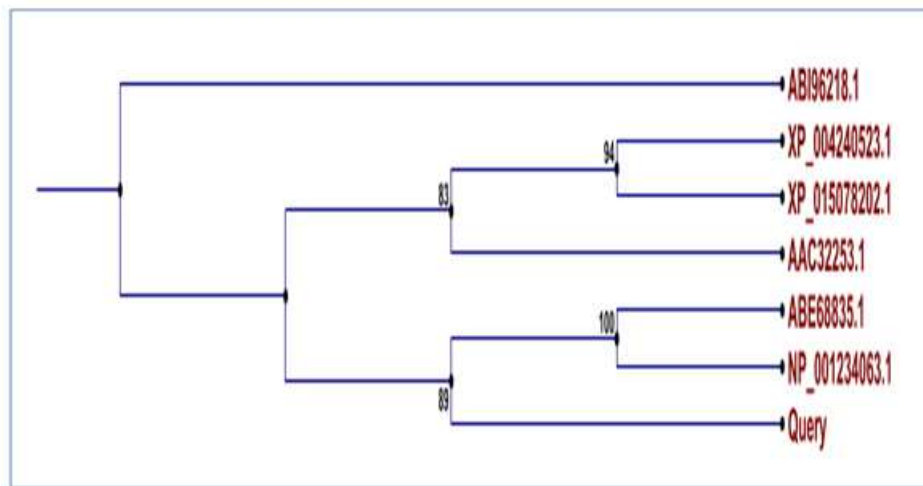 ABI96218.1
94
XP_004240523.1
XP_015078202.1
83
AAC32253.1
100
ABE68835.1
NP_001234063.1
89
Query